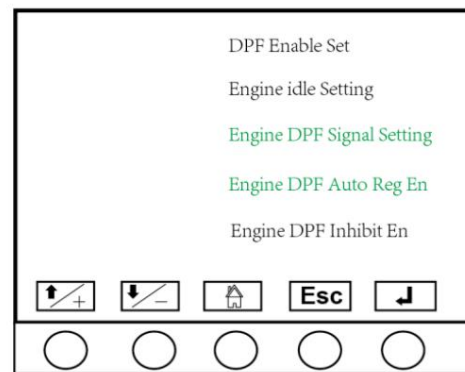 DPF Enable Set
Engine idle Setting
Engine DPF Signal Setting
Engine DPF Auto Reg En
Engine DPF Inhibit En
+ - Esc